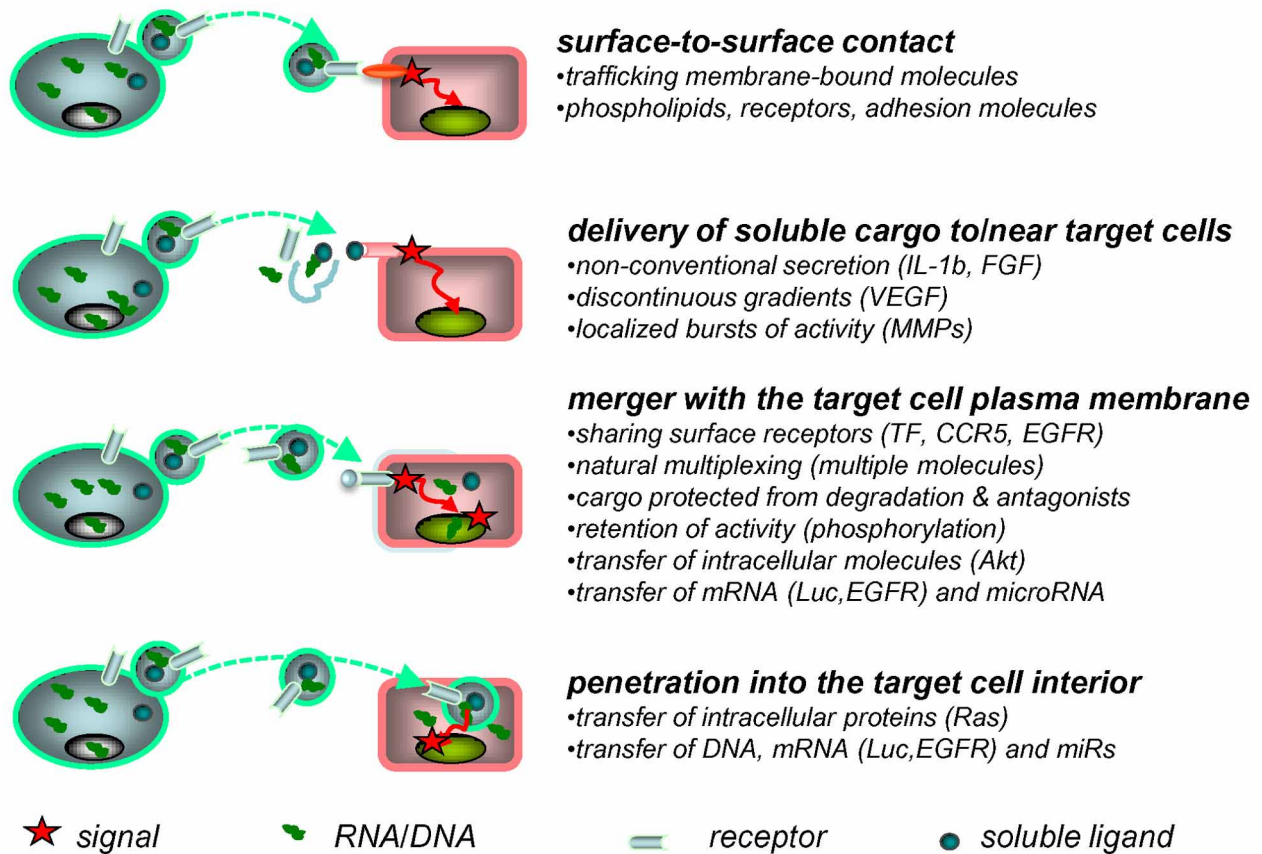 surface-to-surface contact
•trafficking membrane-bound molecules
•phospholipids, receptors, adhesion molecules
delivery of soluble cargo to/near target cells
•non-conventional secretion (IL-1b, FGF)
•discontinuous gradients (VEGF)
•localized bursts of activity (MMPs)
merger with the target cell plasma membrane
•sharing surface receptors (TF, CCR5, EGFR)
•natural multiplexing (multiple molecules)
•cargo protected from degradation & antagonists
•retention of activity (phosphorylation)
•transfer of intracellular molecules (Akt)
•transfer of mRNA (Luc,EGFR) and microRNA
penetration into the target cell interior
•transfer of intracellular proteins (Ras)
•transfer of DNA, mRNA (Luc,EGFR) and miRs
signal RNA/DNA receptor soluble ligand